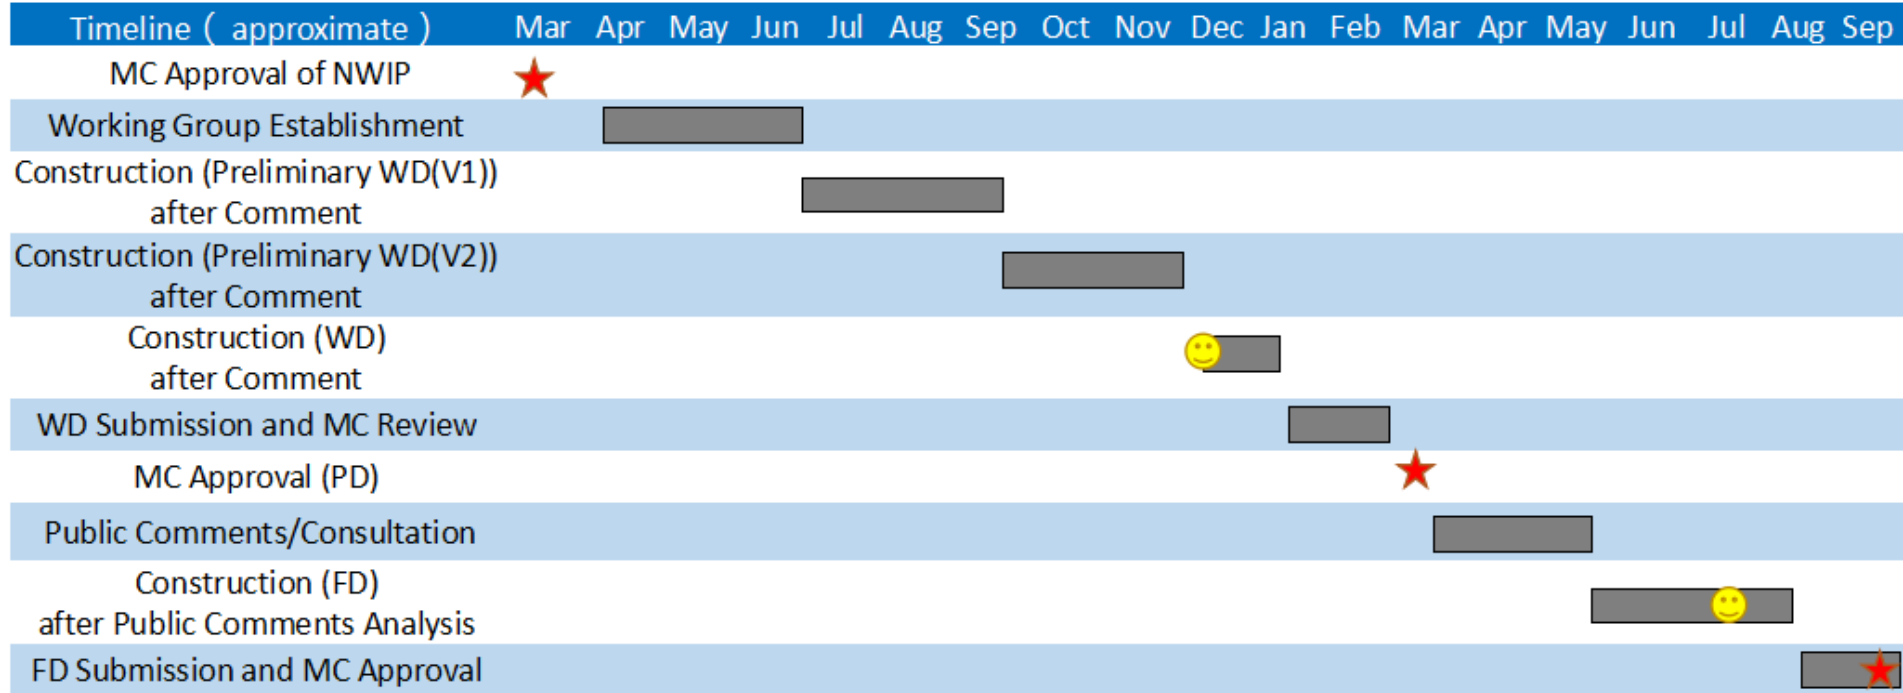 Timeline ( approximate ) Mar Apr May Jun Jul Aug Sep Oct Nov Dec Jan Feb Mar Apr May Jun Jul Aug Sep
MC Approval of NWIP
Working Group Establishment
Construction (Preliminary WD(V1))
after Comment
Construction (Preliminary WD(V2))
after Comment
Construction (WD)
after Comment
WD Submission and MC Review
MC Approval (PD)
Public Comments/Consultation
Construction (FD)
after Public Comments Analysis
FD Submission and MC Approval